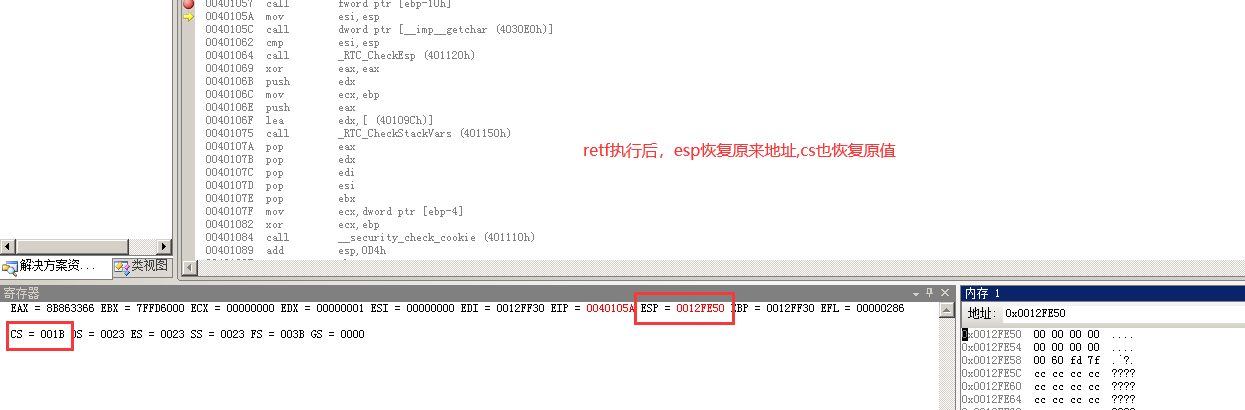 00401057 call fword ptr [ebp-10h]
0040105A mov esi,esp
0040105C call dword ptr [__imp__getchar (4030E0h)]
00401062 cmp esi,esp
00401064 call _RTC_CheckEsp (401120h)
00401069 xor eax,eax
0040106B push edx
0040106C mov ecx,ebp
0040106E push eax
0040106F lea edx,[ (40109Ch)]
00401075 call _RTC_CheckStackVars (401150h)
retf执行后，esp恢复原来地址,cs也恢复原值
0040107A pop eax
0040107B pop edx
0040107C pop edi
0040107D pop esi
0040107E pop ebx
0040107F mov ecx,dword ptr [ebp-4]
00401082 xor ecx,ebp
00401084 call __security_check_cookie (401110h)
00401089 add esp,0D4h
解决方案资... 类视图
寄存器
EAX = 8B863366 EBX = 7FFD6000 ECX = 00000000 EDX = 00000001 ESI = 00000000 EDI = 0012FF30 EIP = 0040105A ESP = 0012FE50 EBP = 0012FF30 EFL = 00000286
CS = 001B DS = 0023 ES = 0023 SS = 0023 FS = 003B GS = 0000
内存 1
地址: 0x0012FE50
0x0012FE50 00 00 00 00 ....
0x0012FE54 00 00 00 00 ....
0x0012FE58 00 60 fd 7f .`?.
0x0012FE5C cc cc cc cc ????
0x0012FE60 cc cc cc cc ????
0x0012FE64 cc cc cc cc ????